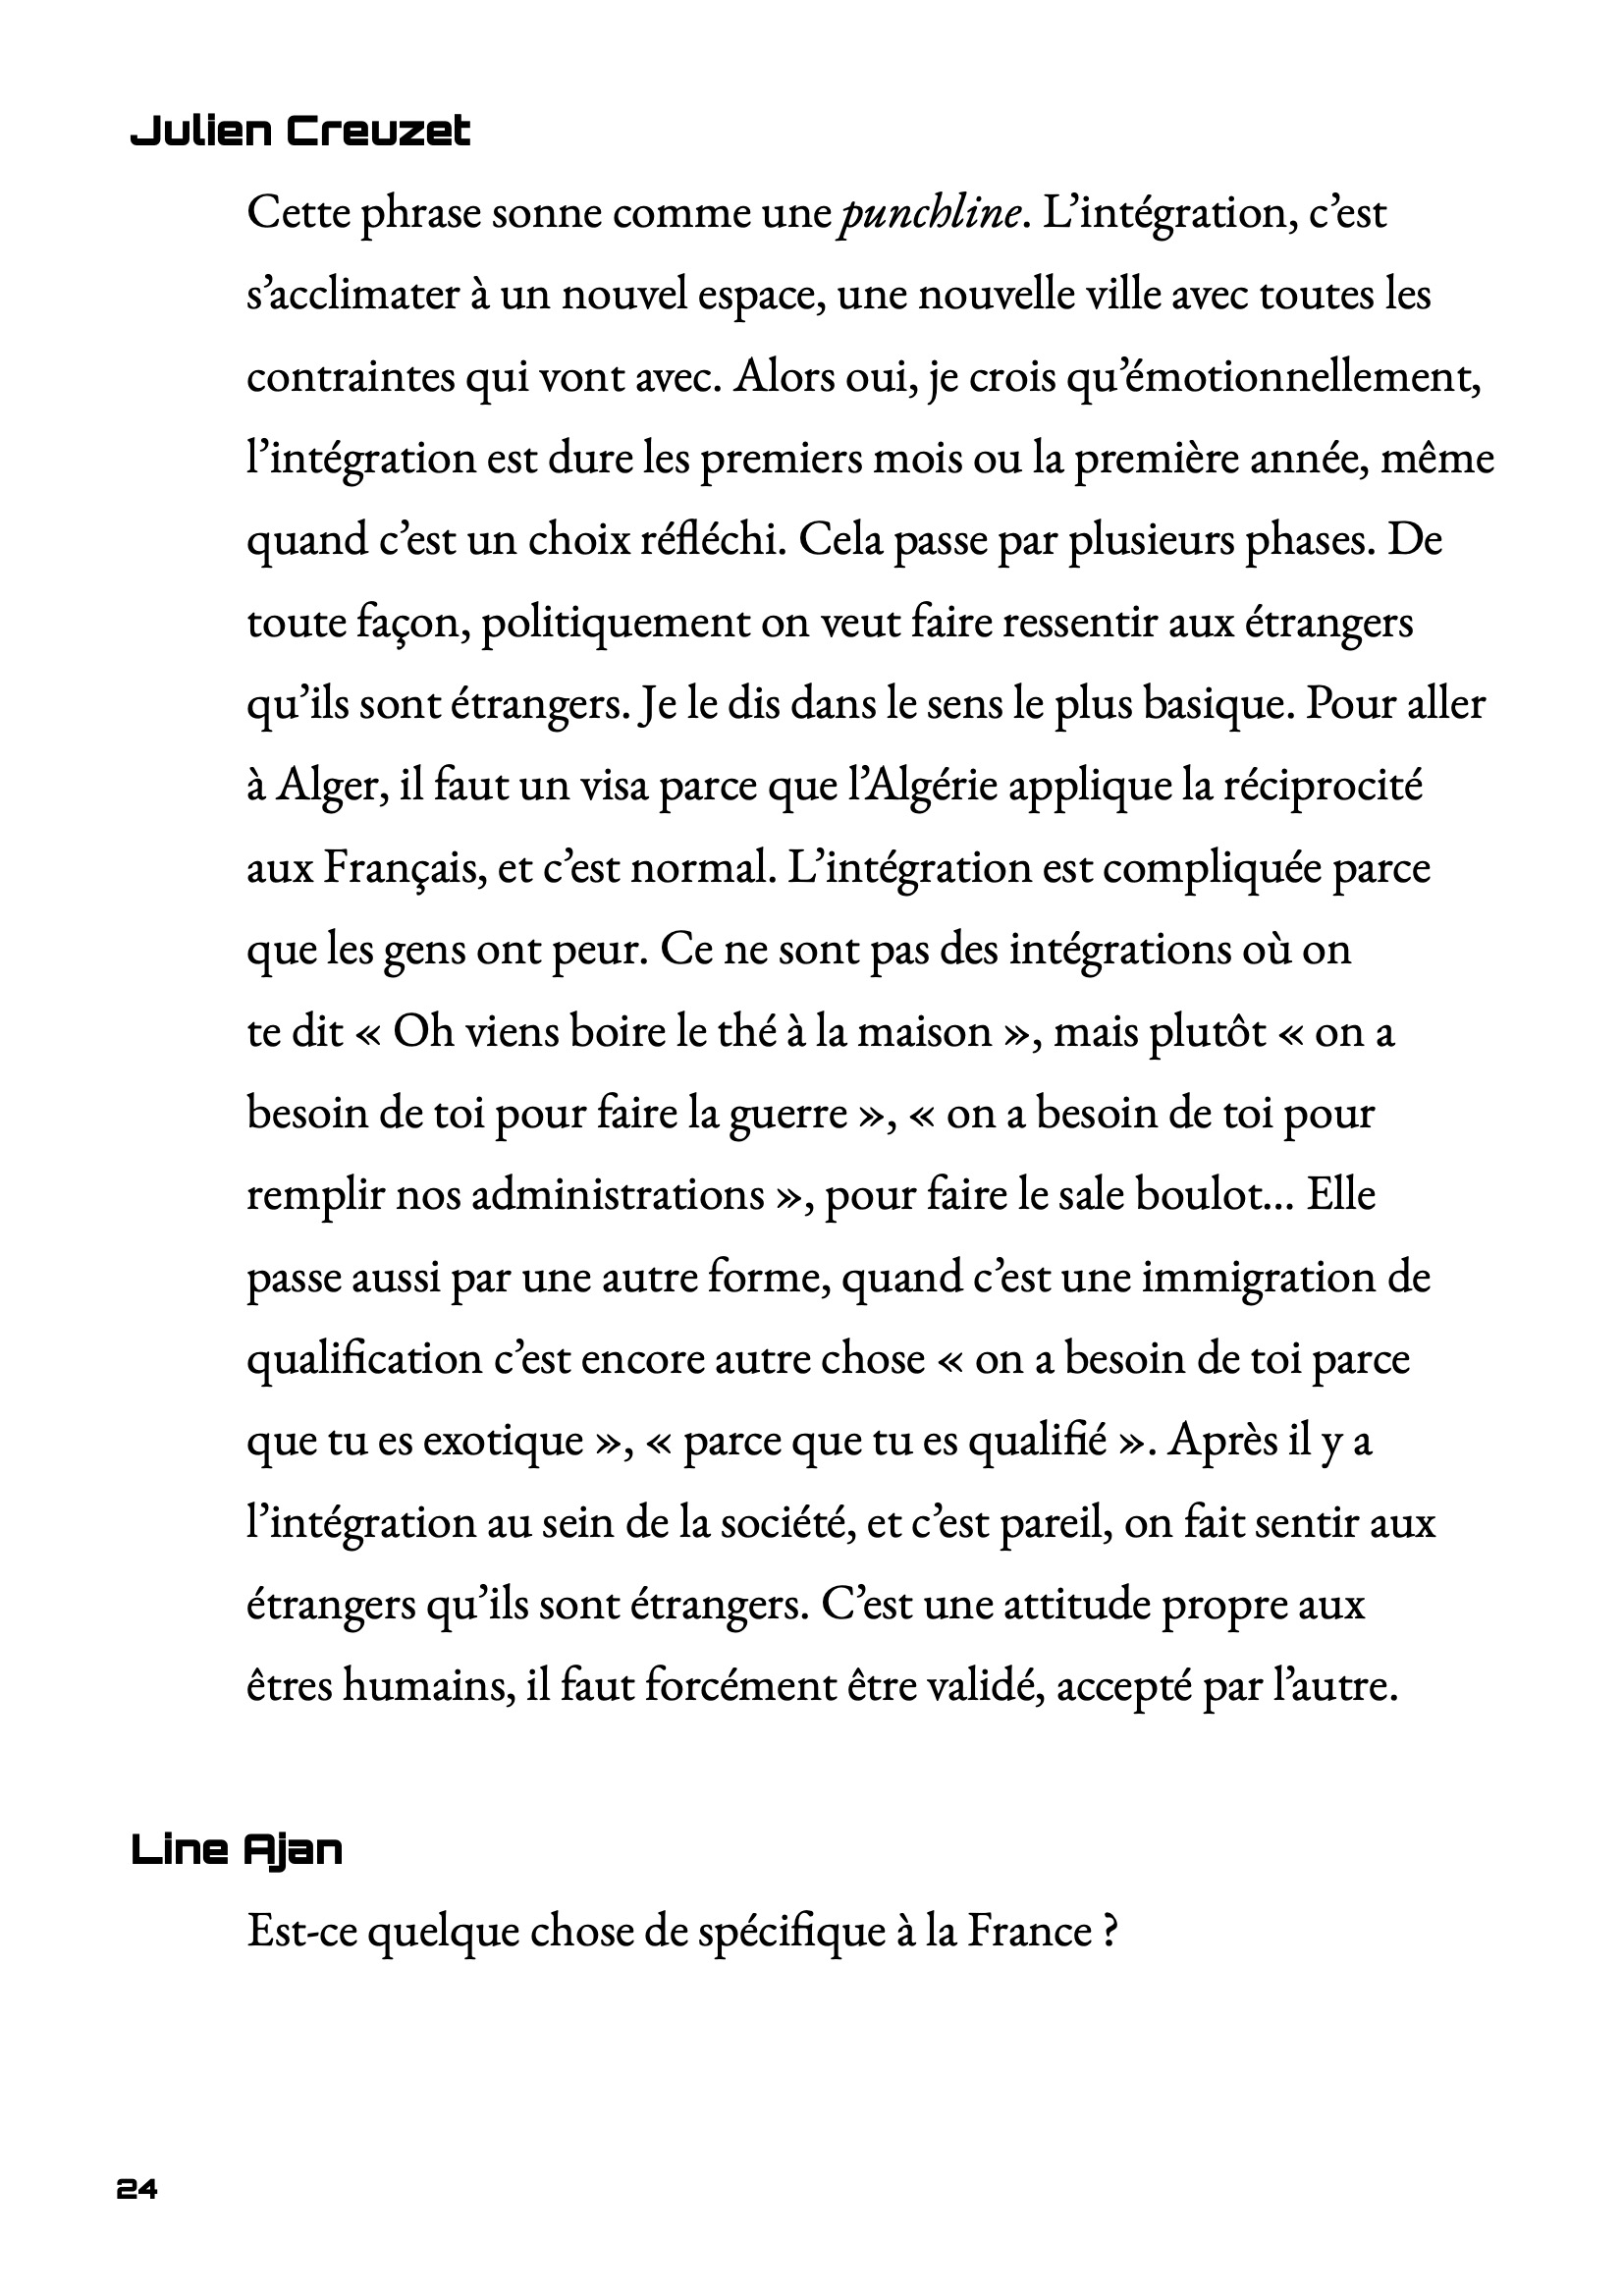 Julien Creuzet
Cette phrase sonne comme une punchline. L’intégration, c’est
s’acclimater à un nouvel espace, une nouvelle ville avec toutes les
contraintes qui vont avec. Alors oui, je crois qu’émotionnellement,
l’intégration est dure les premiers mois ou la première année, même
quand c’est un choix réfléchi. Cela passe par plusieurs phases. De
toute façon, politiquement on veut faire ressentir aux étrangers
qu’ils sont étrangers. Je le dis dans le sens le plus basique. Pour aller
à Alger, il faut un visa parce que l’Algérie applique la réciprocité
aux Français, et c’est normal. L’intégration est compliquée parce
que les gens ont peur. Ce ne sont pas des intégrations où on
te dit « Oh viens boire le thé à la maison », mais plutôt « on a
besoin de toi pour faire la guerre », « on a besoin de toi pour
remplir nos administrations », pour faire le sale boulot... Elle
passe aussi par une autre forme, quand c’est une immigration de
qualification c’est encore autre chose « on a besoin de toi parce
que tu es exotique », « parce que tu es qualifié ». Après il y a
l’intégration au sein de la société, et c’est pareil, on fait sentir aux
étrangers qu’ils sont étrangers. C’est une attitude propre aux
êtres humains, il faut forcément être validé, accepté par l’autre.
Line Ajan
Est-ce quelque chose de spécifique à la France ?
24